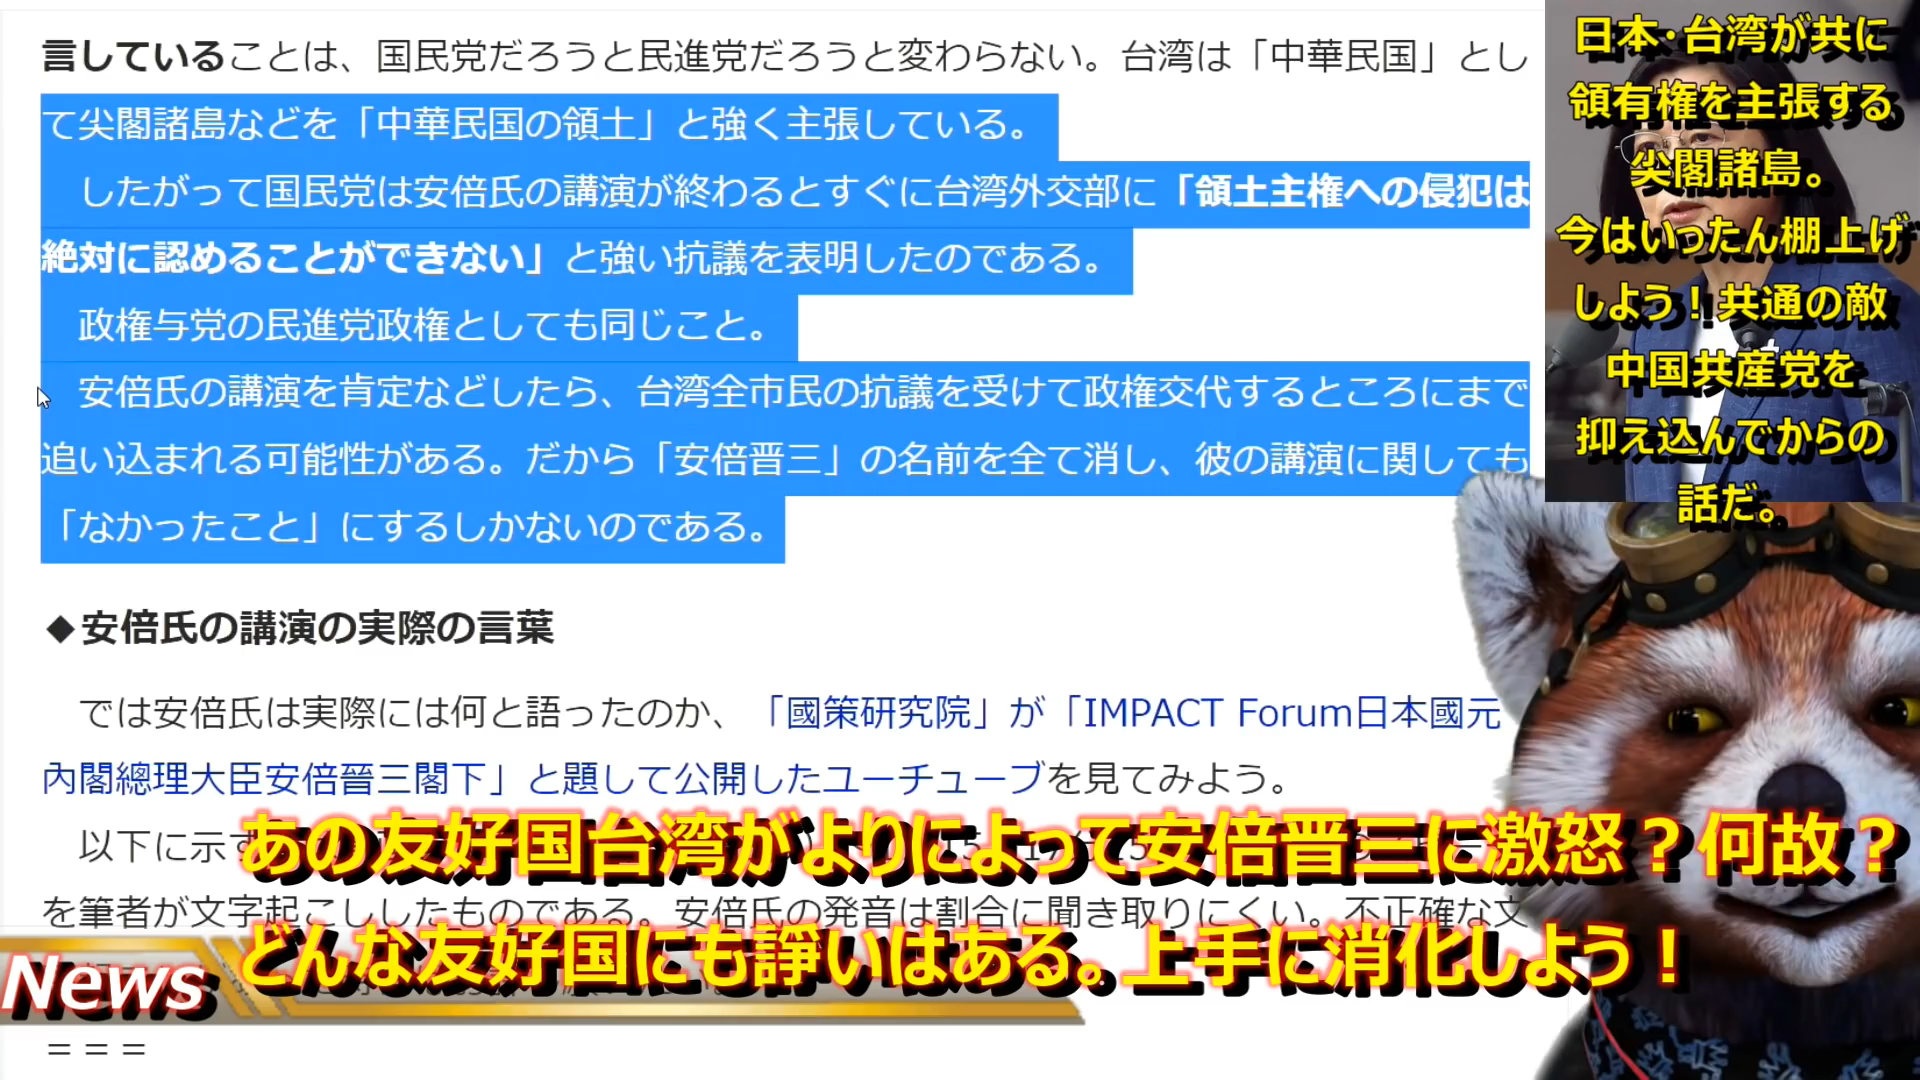 言していることは、国民党だろうと民進党だろうと変わらない。台湾は「中華民国」とし
て尖閣諸島などを「中華民国の領土」と強く主張している。
したがって国民党は安倍氏の講演が終わるとすぐに台湾外交部に「領土主権への侵犯は
絶対に認めることができない」と強い抗議を表明したのである。
政権与党の民進党政権としても同じこと。
安倍氏の講演を肯定などしたら、台湾全市民の抗議を受けて政権交代するところにまで
追い込まれる可能性がある。だから「安倍晋三」の名前を全て消し、彼の講演に関しても
「なかったこと」にするしかないのである。
◆安倍氏の講演の実際の言葉
では安倍氏は実際には何と語ったのか、「國策研究院」が「IMPACT Forum日本國元
內閣總理大臣安倍晉三閣下」と題して公開したユーチューブを見てみよう。
以下に示す
を筆者が文字起こししたものである。安倍氏の発音は割合に聞き取りにくい。不正確な文
＝＝＝
日本・台湾が共に
領有権を主張する
尖閣諸島。
今はいったん棚上げ
しよう！共通の敵
中国共産党を
抑え込んでからの
話だ。
あの友好国台湾がよりによって安倍晋三に激怒？何故？
どんな友好国にも諍いはある。上手に消化しよう！
News